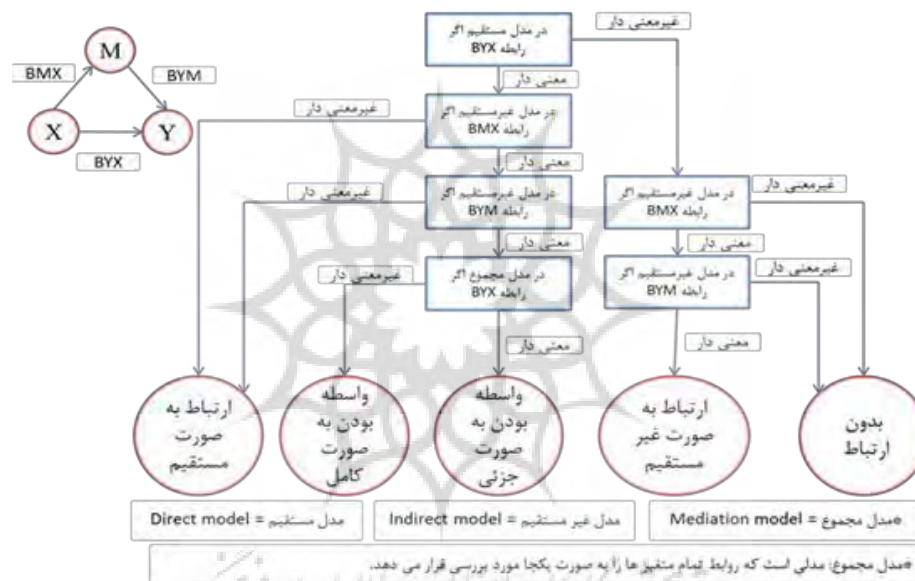 M
BMX
BYM
X
Y
BYX
در مدل مستقیم اگر
رابطه BYX
غیرمعنی دار
معنی دار
در مدل غیرمستقیم اگر
رابطه BMX
غیرمعنی دار
معنی دار
در مدل غیرمستقیم اگر
رابطه BYM
غیرمعنی دار
معنی دار
در مدل مجموع اگر
رابطه BYX
غیرمعنی دار
معنی دار
در مدل غیرمستقیم اگر
رابطه BMX
غیرمعنی دار
معنی دار
در مدل غیرمستقیم اگر
رابطه BYM
غیرمعنی دار
معنی دار
بدون
ارتباط
ارتباط به
صورت غیر
مستقیم
واسطه
بودن به
صورت
جزئی
واسطه
بودن به
صورت
کامل
ارتباط به
صورت
مستقیم
مدل مجموع = Mediation model
مدل غیر مستقیم = Indirect model
مدل مستقیم = Direct model
مدل مجموع: مدلی است که روابط تمام متغیر ها را به صورت یکجا مورد بررسی قرار می دهد.